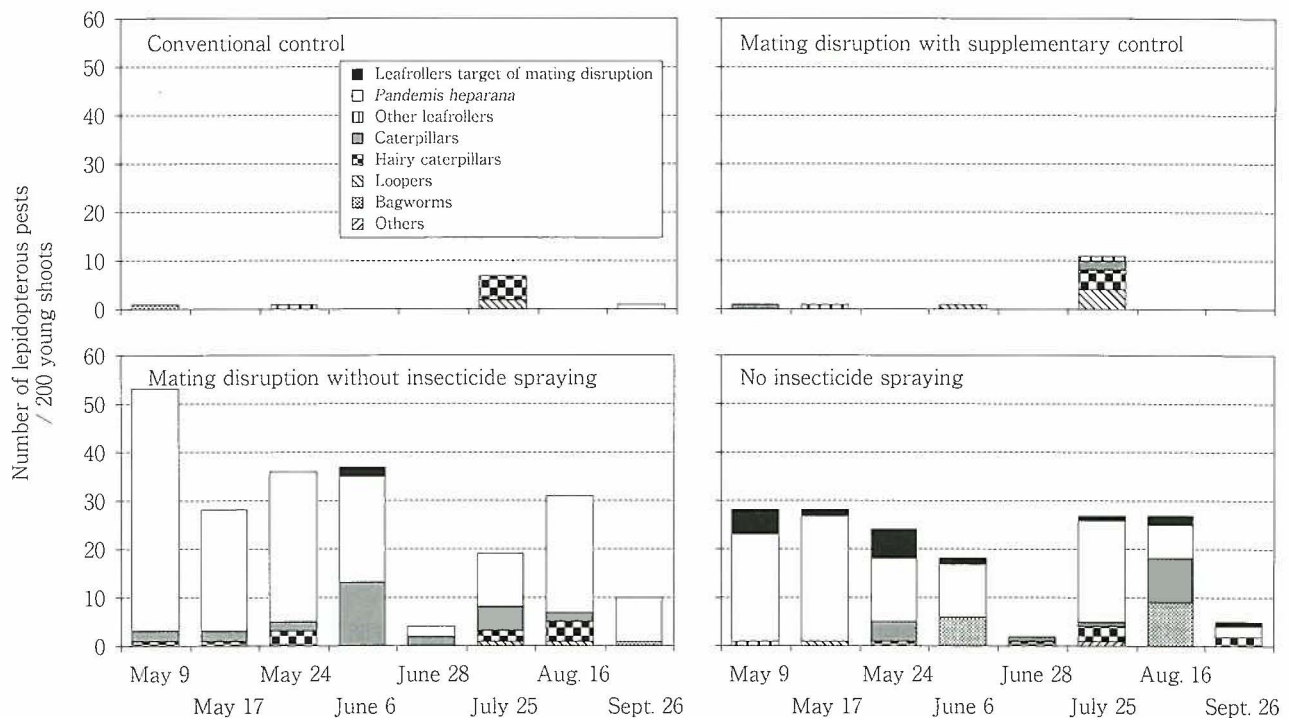 Number of lepidopterous pests
/ 200 young shoots
60
50
40
30
20
10
0
Conventional control
Leafrollers target of mating disruption
Pandemis heparana
Other leafrollers
Caterpillars
Hairy caterpillars
Loopers
Bagworms
Others
Mating disruption with supplementary control
60
50
40
30
20
10
0
Mating disruption without insecticide spraying
No insecticide spraying
May 9
May 17
May 24
June 6
June 28
July 25
Aug. 16
Sept. 26
May 9
May 17
May 24
June 6
June 28
July 25
Aug. 16
Sept. 26